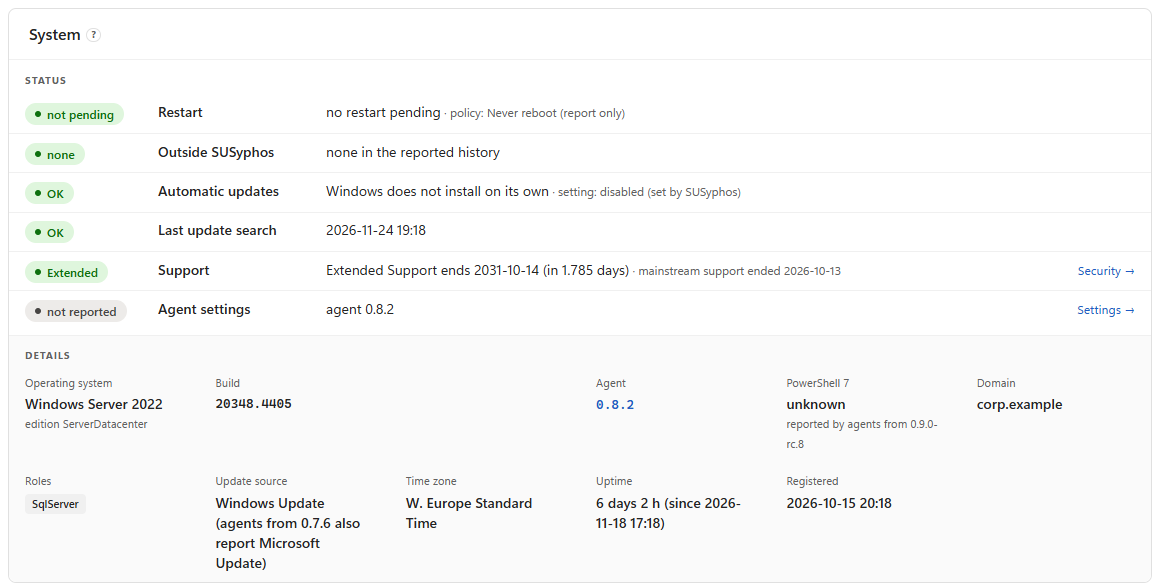 System ?
STATUS
not pending Restart no restart pending · policy: Never reboot (report only)
none Outside SUSyphos none in the reported history
OK Automatic updates Windows does not install on its own · setting: disabled (set by SUSyphos)
OK Last update search 2026-11-24 19:18
Extended Support Extended Support ends 2031-10-14 (in 1.785 days) · mainstream support ended 2026-10-13 Security →
not reported Agent settings agent 0.8.2 Settings →
DETAILS
Operating system
Windows Server 2022
edition ServerDatacenter
Build
20348.4405
Agent
0.8.2
PowerShell 7
unknown
reported by agents from 0.9.0-
rc.8
Domain
corp.example
Roles
SqlServer
Update source
Windows Update
(agents from 0.7.6 also
report Microsoft
Update)
Time zone
W. Europe Standard
Time
Uptime
6 days 2 h (since 2026-
11-18 17:18)
Registered
2026-10-15 20:18